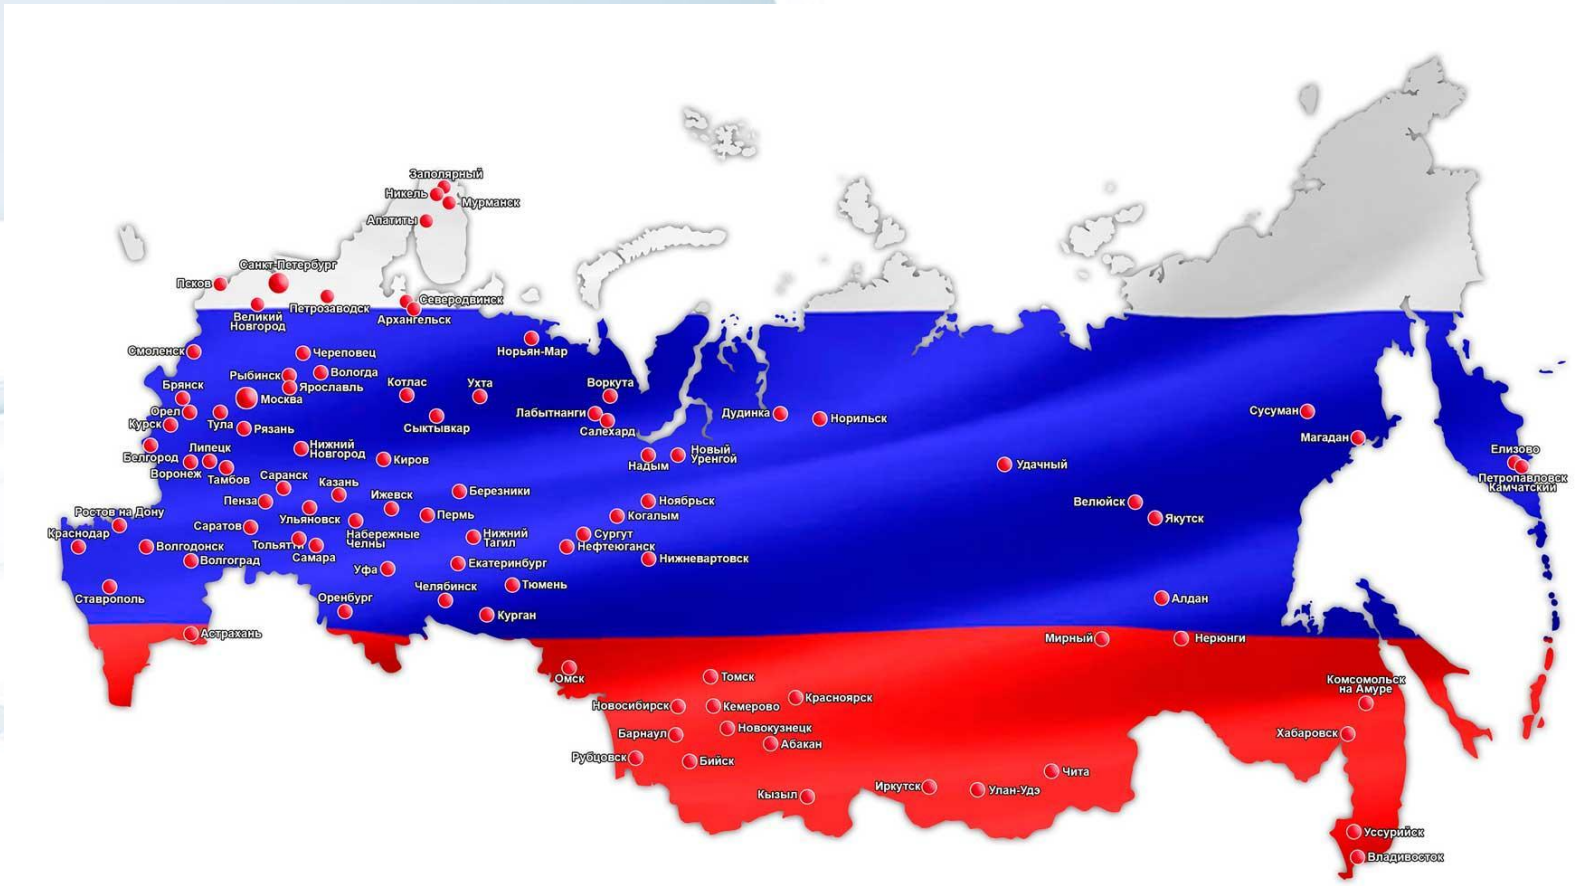 Заполярный
Никель
Мурманск
Апатиты
Санкт-Петербург
Псков
Северодвинск
Петрозаводск
Великий
Новгород
Архангельск
Смоленск
Череповец
Норьян-Мар
Рыбинск
Вологда
Брянск
Ярославль
Котлас
Ухта
Воркута
Москва
Орел
Тула
Лабытнанги
Дудинка
Норильск
Сусуман
Курск
Рязань
Сыктывкар
Салехард
Магадан
Белгород
Липецк
Нижний
Новгород
Киров
Надым
Новый
Уренгой
Удачный
Елизово
Воронеж
Тамбов
Саранск
Казань
Петропавловск
Камчатский
Пенза
Ижевск
Березники
Ноябрьск
Велюйск
Ростов на Дону
Ульяновск
Пермь
Когалым
Якутск
Краснодар
Саратов
Набережные
Челны
Нижний
Тагил
Сургут
Волгодонск
Тольятти
Самара
Нефтеюганск
Волгоград
Уфа
Екатеринбург
Нижневартовск
Ставрополь
Оренбург
Челябинск
Тюмень
Алдан
Курган
Астрахань
Мирный
Нерюнги
Омск
Томск
Комсомольск
на Амуре
Новосибирск
Кемерово
Красноярск
Барнаул
Новокузнецк
Абакан
Хабаровск
Рубцовск
Бийск
Чита
Кызыл
Иркутск
Улан-Удэ
Уссурийск
Владивосток